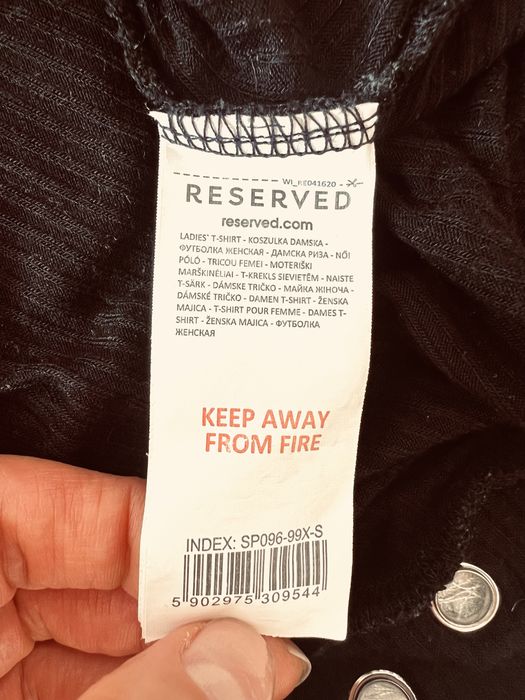 WI_RE041620
RESERVED
reserved.com
LADIES' T-SHIRT - KOSZULKA DAMSKA -
ФУТБОЛКА ЖЕНСКАЯ - ДАМСКА РИЗА - NŐI
PÓLÓ - TRICOU FEMEI - MOTERIŠKI
MARŠKINĖLIAI - T-KREKLS SIEVIETĒM - NAISTE
T-SÄRK - DÁMSKE TRIČKO - МАЙКА ЖІНОЧА -
DÁMSKÉ TRIČKO - DAMEN T-SHIRT - ŽENSKA
MAJICA - T-SHIRT POUR FEMME - DAMES T-
SHIRT - ŽENSKA MAJICA - ФУТБОЛКА
ЖЕНСКАЯ
KEEP AWAY
FROM FIRE
INDEX: SP096-99X-S
5 902975 309544